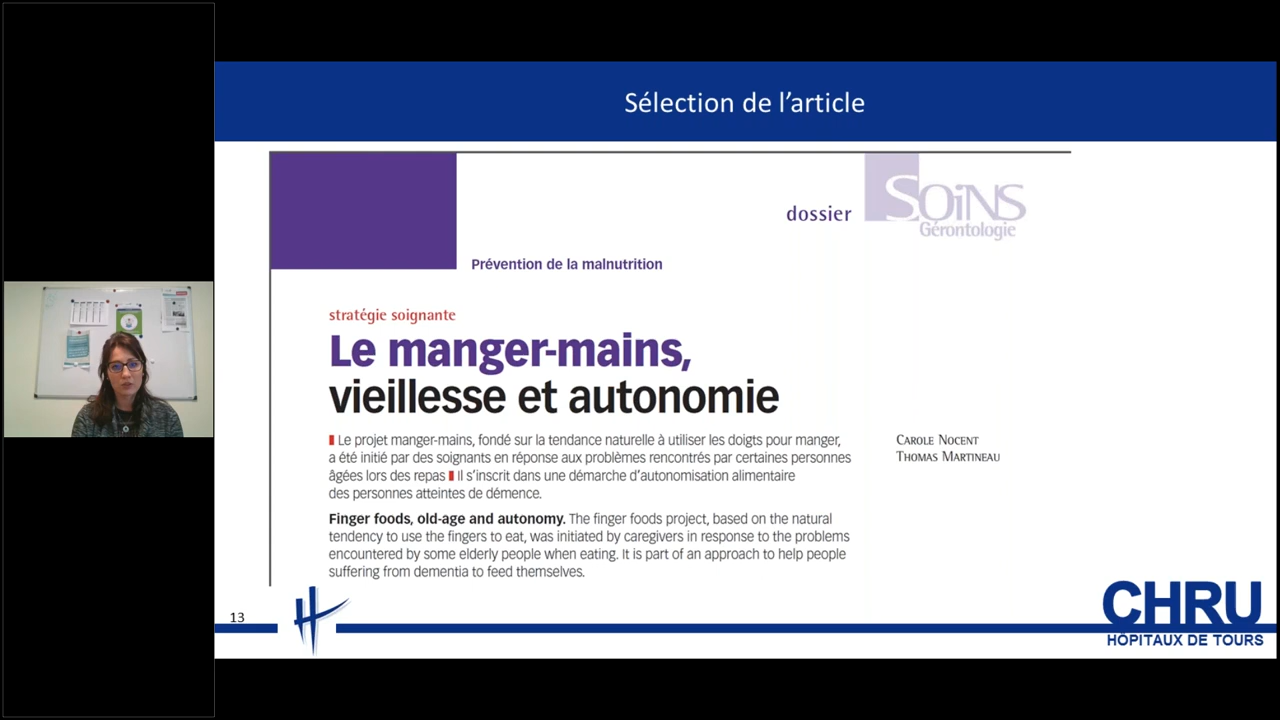 Sélection de l’article
dossier
SOiNS
Gérontologie
Prévention de la malnutrition
stratégie soignante
Le manger-mains,
vieillesse et autonomie
Le projet manger-mains, fondé sur la tendance naturelle à utiliser les doigts pour manger,
a été initié par des soignants en réponse aux problèmes rencontrés par certaines personnes
âgées lors des repas Il s’inscrit dans une démarche d’autonomisation alimentaire
des personnes atteintes de démence.
CAROLE NOCENT
THOMAS MARTINEAU
Finger foods, old-age and autonomy. The finger foods project, based on the natural
tendency to use the fingers to eat, was initiated by caregivers in response to the problems
encountered by some elderly people when eating. It is part of an approach to help people
suffering from dementia to feed themselves.
13
CHRU
HÔPITAUX DE TOURS